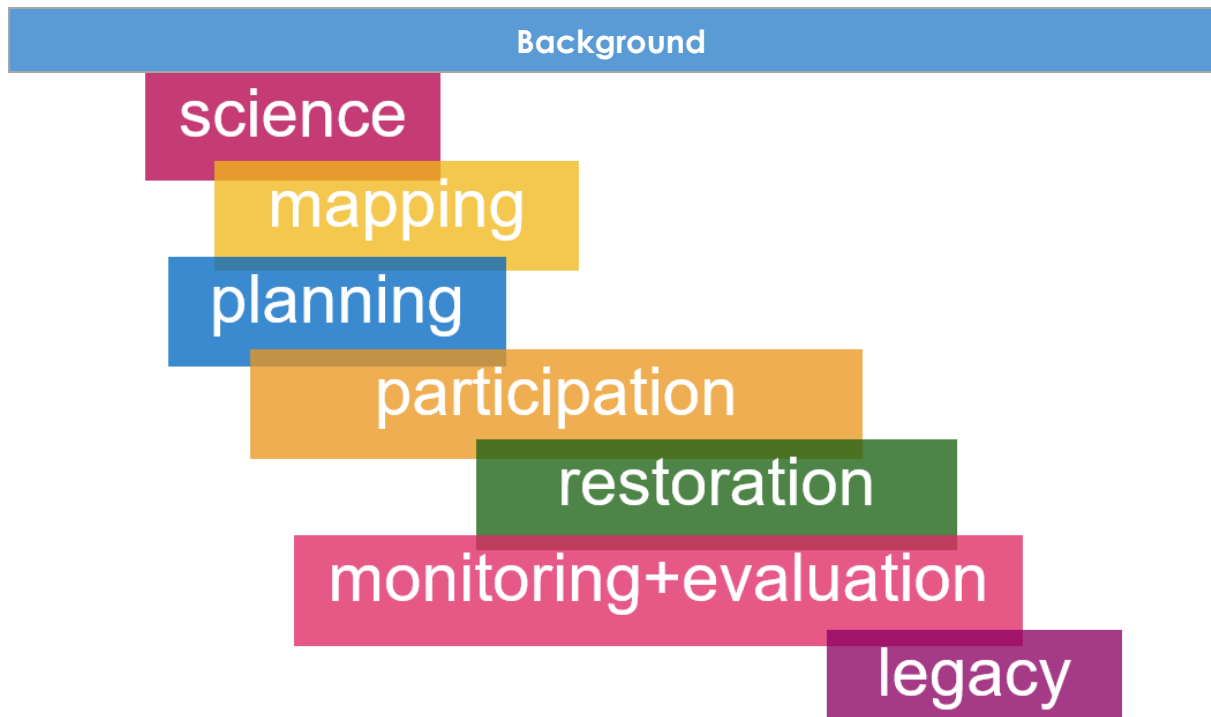 Background
science
mapping
planning
participation
restoration
monitoring+evaluation
legacy